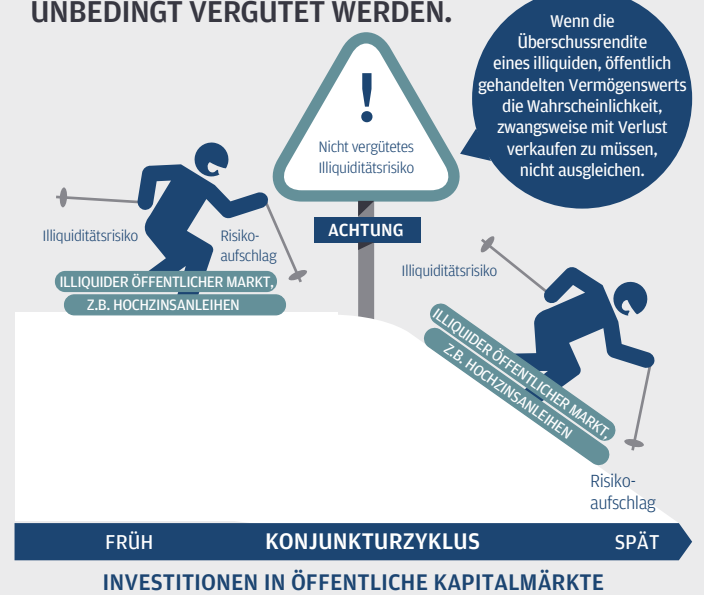 UNBEDINGT VERGÜTET WERDEN.
Wenn die
Überschussrendite
eines illiquiden, öffentlich
gehandelten Vermögenswerts
die Wahrscheinlichkeit,
zwangsweise mit Verlust
verkaufen zu müssen,
nicht ausgleichen.
!
Nicht vergütetes
Illiquiditätsrisiko
ACHTUNG
Illiquiditätsrisiko
Risiko-
aufschlag
ILLIQUIDER ÖFFENTLICHER MARKT,
Z.B. HOCHZINSANLEIHEN
Illiquiditätsrisiko
ILLIQUIDER ÖFFENTLICHER MARKT,
Z.B. HOCHZINSANLEIHEN
Risiko-
aufschlag
FRÜH KONJUNKTURZYKLUS SPÄT
INVESTITIONEN IN ÖFFENTLICHE KAPITALMÄRKTE